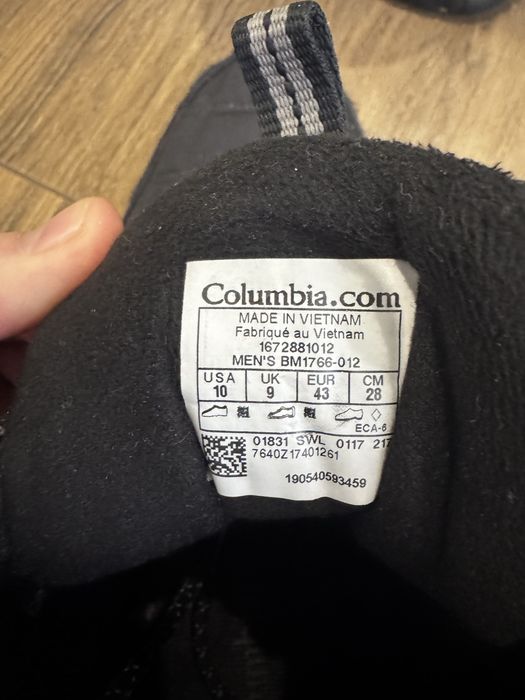 Columbia.com
MADE IN VIETNAM
Fabriqué au Vietnam
1672881012
MEN'S BM1766-012
USA UK EUR CM
10 9 43 28
ECA-6
01831 SWL 0117 217
7640Z17401261
190540593459